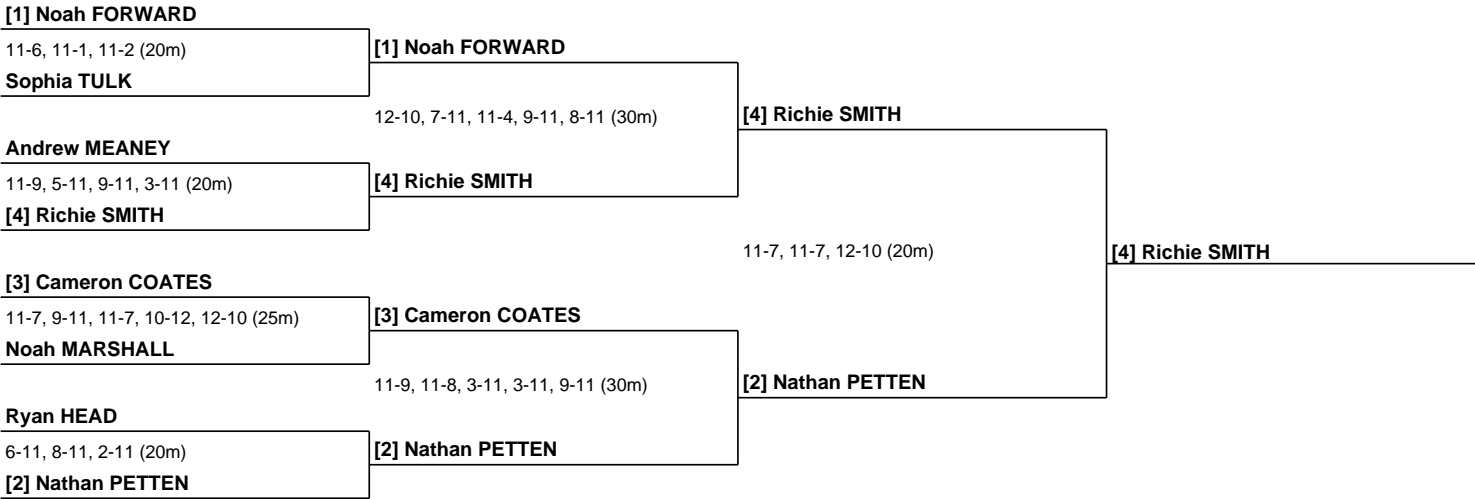 [1] Noah FORWARD
11-6, 11-1, 11-2 (20m)
Sophia TULK
Andrew MEANEY
11-9, 5-11, 9-11, 3-11 (20m)
[4] Richie SMITH
[3] Cameron COATES
11-7, 9-11, 11-7, 10-12, 12-10 (25m)
Noah MARSHALL
Ryan HEAD
6-11, 8-11, 2-11 (20m)
[2] Nathan PETTEN
[1] Noah FORWARD
12-10, 7-11, 11-4, 9-11, 8-11 (30m)
[4] Richie SMITH
[3] Cameron COATES
11-9, 11-8, 3-11, 3-11, 9-11 (30m)
[2] Nathan PETTEN
[4] Richie SMITH
11-7, 11-7, 12-10 (20m)
[2] Nathan PETTEN
[4] Richie SMITH